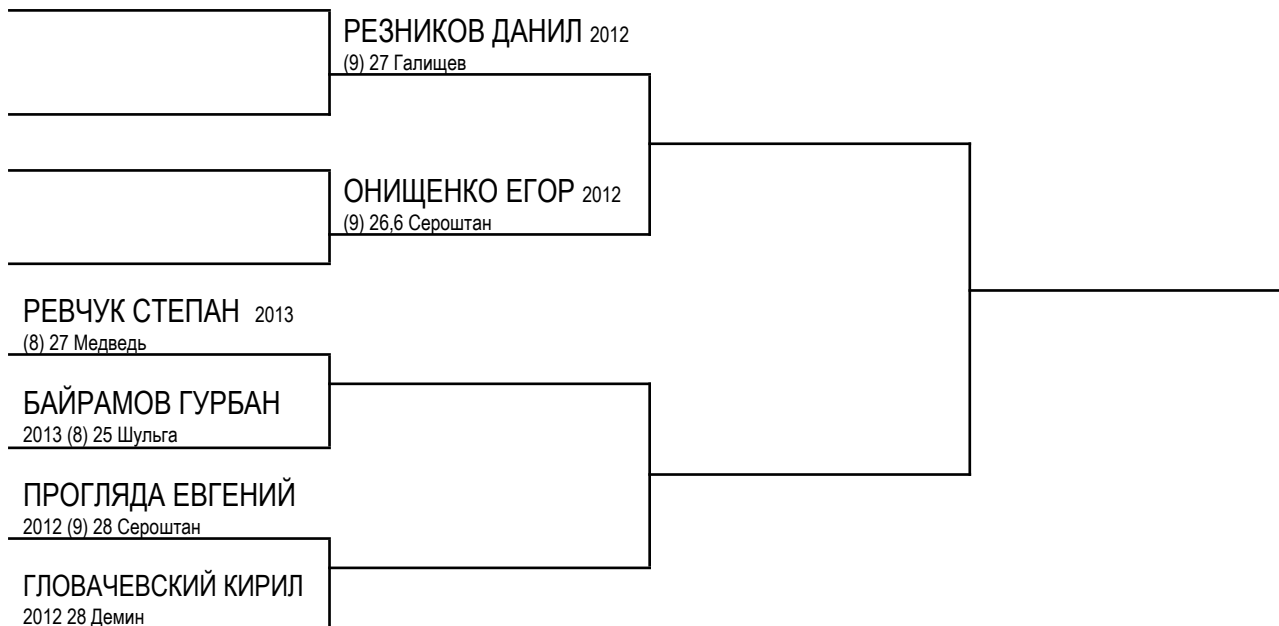 РЕЗНИКОВ ДАНИЛ 2012
(9) 27 Галищев
ОНИЩЕНКО ЕГОР 2012
(9) 26,6 Сероштан
РЕВЧУК СТЕПАН 2013
(8) 27 Медведь
БАЙРАМОВ ГУРБАН
2013 (8) 25 Шульга
ПРОГЛЯДА ЕВГЕНИЙ
2012 (9) 28 Сероштан
ГЛОВАЧЕВСКИЙ КИРИЛ
2012 28 Демин